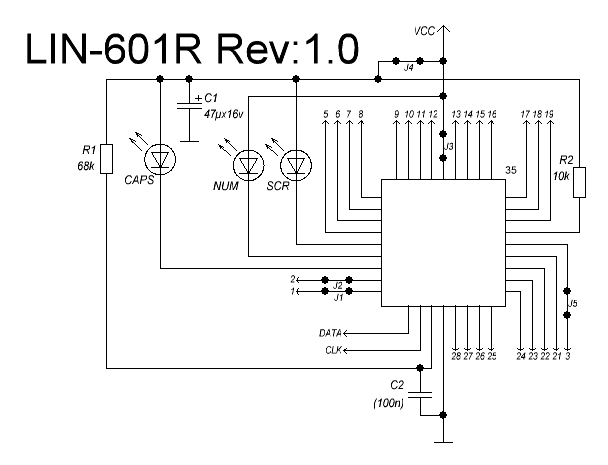 LIN-601R Rev:1.0
VCC
J4
+ C1
47µx16v
5 6 7 8
9 10 11 12 13 14 15 16
17 18 19
R1
68k
CAPS
NUM
SCR
J3
35
R2
10k
2
J2
1
J1
J5
DATA
CLK
28 27 26 25
24 23 22 21 3
C2
(100n)